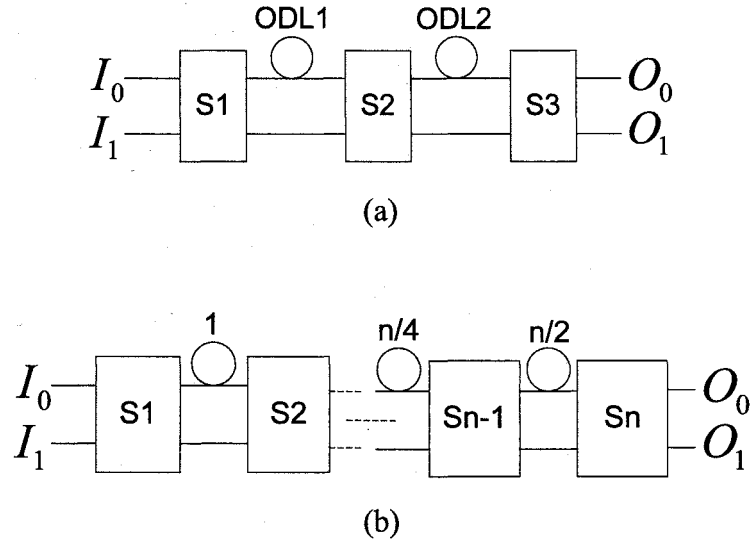 ODL1 ODL2
I0 S1 S2 S3 O0
I1 O1
(a)
1 n/4 n/2
I0 S1 S2 Sn-1 Sn O0
I1 O1
(b)